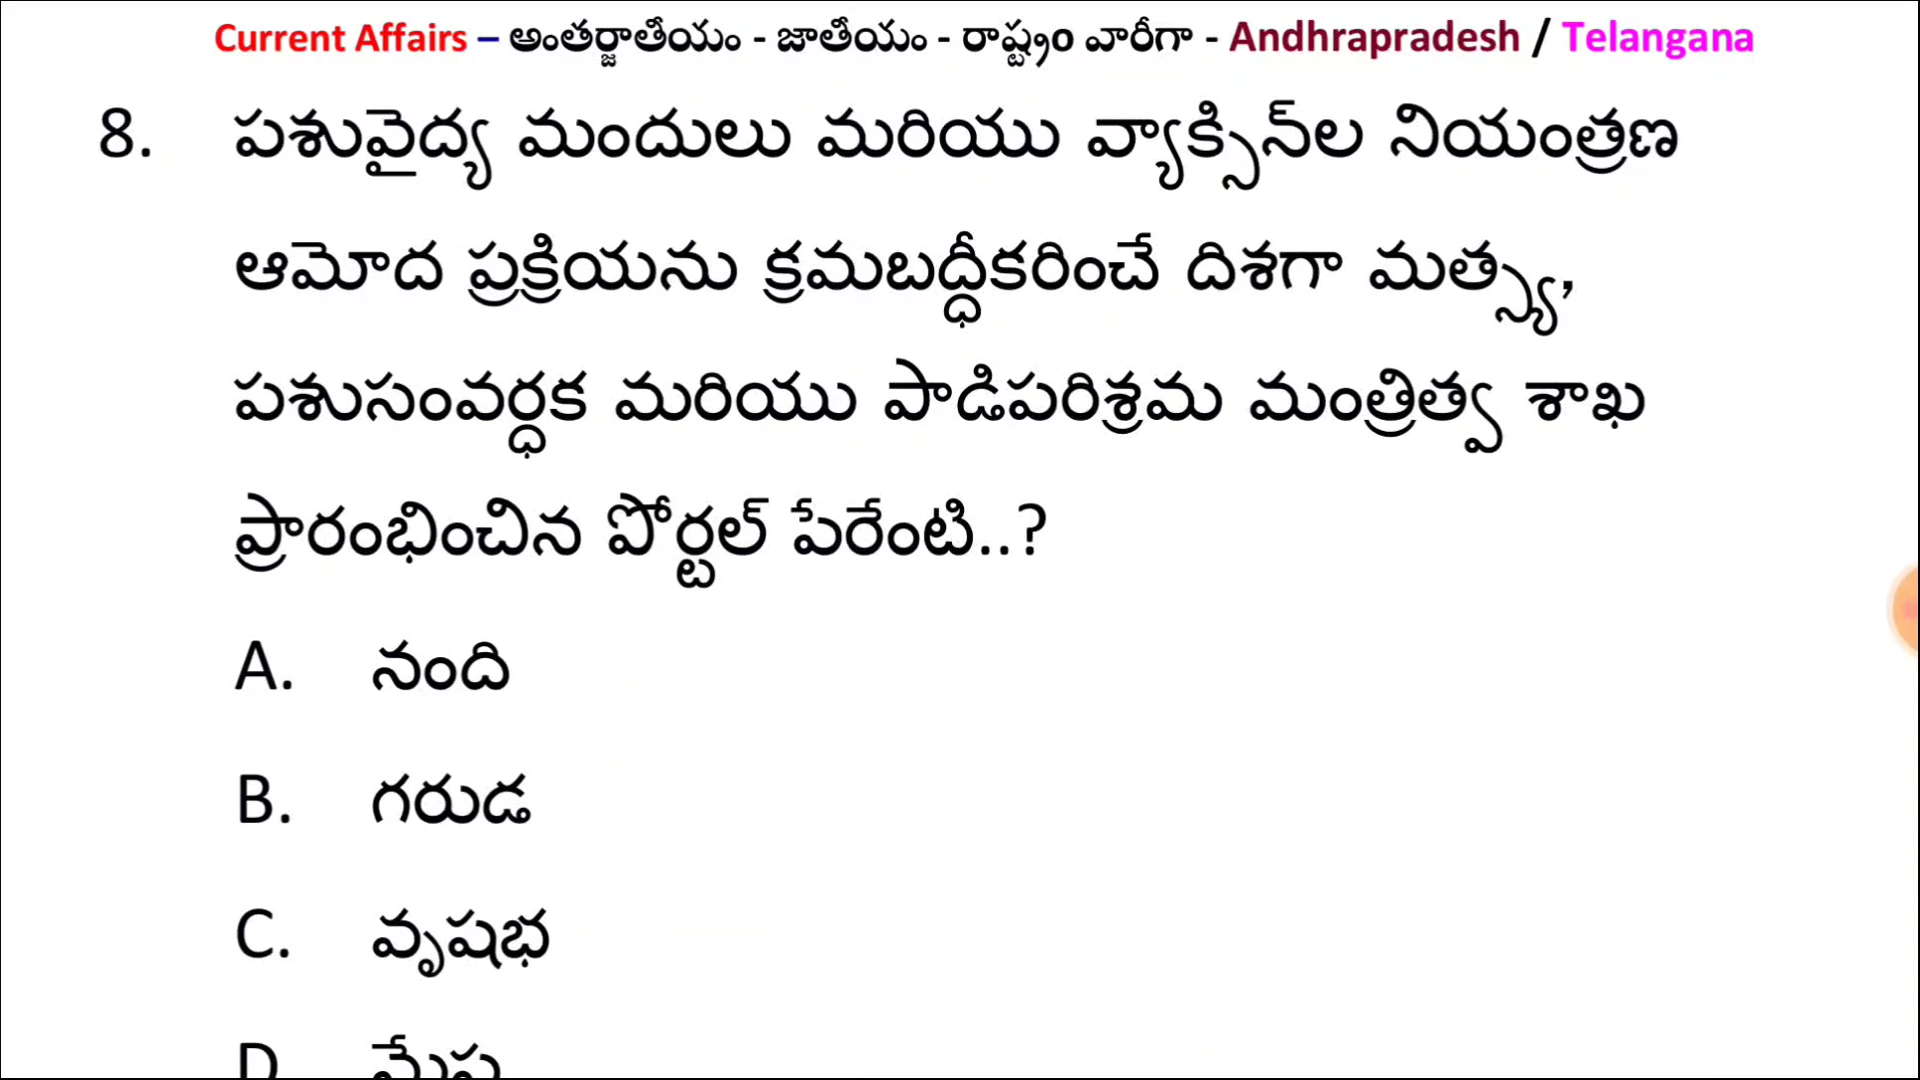 Current Affairs – అంతర్జాతీయం - జాతీయం - రాష్ట్రం వారీగా - Andhrapradesh / Telangana
8. పశువైద్య మందులు మరియు వ్యాక్సిన్‌ల నియంత్రణ
ఆమోద ప్రక్రియను క్రమబద్ధీకరించే దిశగా మత్స్య,
పశుసంవర్ధక మరియు పాడిపరిశ్రమ మంత్రిత్వ శాఖ
ప్రారంభించిన పోర్టల్ పేరేంటి..?
A. నంది
B. గరుడ
C. వృషభ
D. మేష